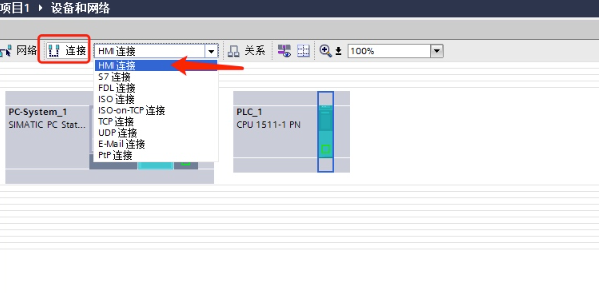 项目1 ▸ 设备和网络
网络 连接 HMI 连接 关系 100%
HMI 连接
S7 连接
FDL 连接
ISO 连接
ISO-on-TCP 连接
TCP 连接
UDP 连接
E-Mail 连接
PtP 连接
PC-System_1
SIMATIC PC Stat...
PLC_1
CPU 1511-1 PN